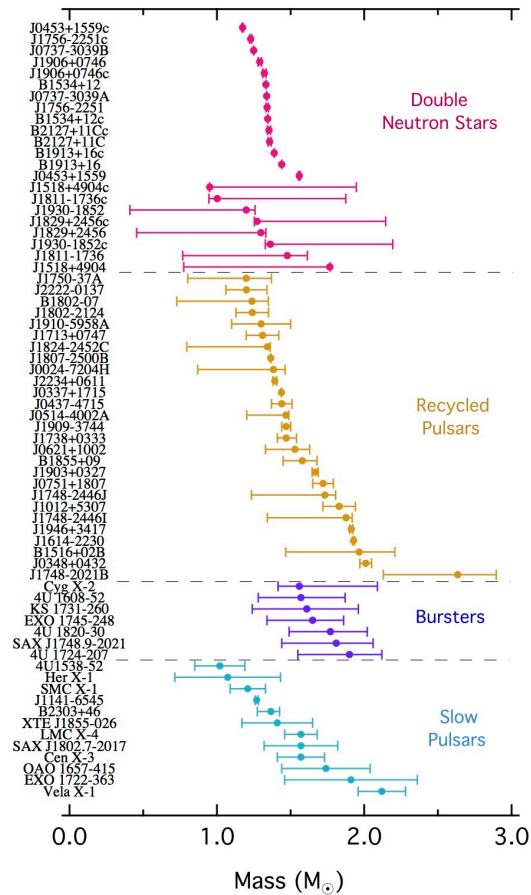 J0453+1559c
J1756-2251c
J0737-3039B
J1906+0746
J1906+0746c
B1534+12
J0737-3039A
J1756-2251
B1534+12c
B2127+11Cc
B2127+11C
B1913+16c
B1913+16
J0453+1559
J1518+4904c
J1811-1736c
J1930-1852
J1829+2456c
J1829+2456
J1930-1852c
J1811-1736
J1518+4904
Double
Neutron Stars
J1750-37A
J2222-0137
B1802-07
J1802-2124
J1910-5958A
J1713+0747
J1824-2452C
J1807-2500B
J0024-7204H
J2234+0611
J0337+1715
J0437-4715
J0514-4002A
J1909-3744
J1738+0333
J0621+1002
B1855+09
J1903+0327
J0751+1807
J1748-2446J
J1012+5307
J1748-2446I
J1946+3417
J1614-2230
B1516+02B
J0348+0432
J1748-2021B
Recycled
Pulsars
Cyg X-2
4U 1608-52
KS 1731-260
EXO 1745-248
4U 1820-30
SAX J1748.9-2021
4U 1724-207
Bursters
4U1538-52
Her X-1
SMC X-1
J1141-6545
B2303+46
XTE J1855-026
LMC X-4
SAX J1802.7-2017
Cen X-3
OAO 1657-415
EXO 1722-363
Vela X-1
Slow
Pulsars
0.0 1.0 2.0 3.0
Mass (M☉)